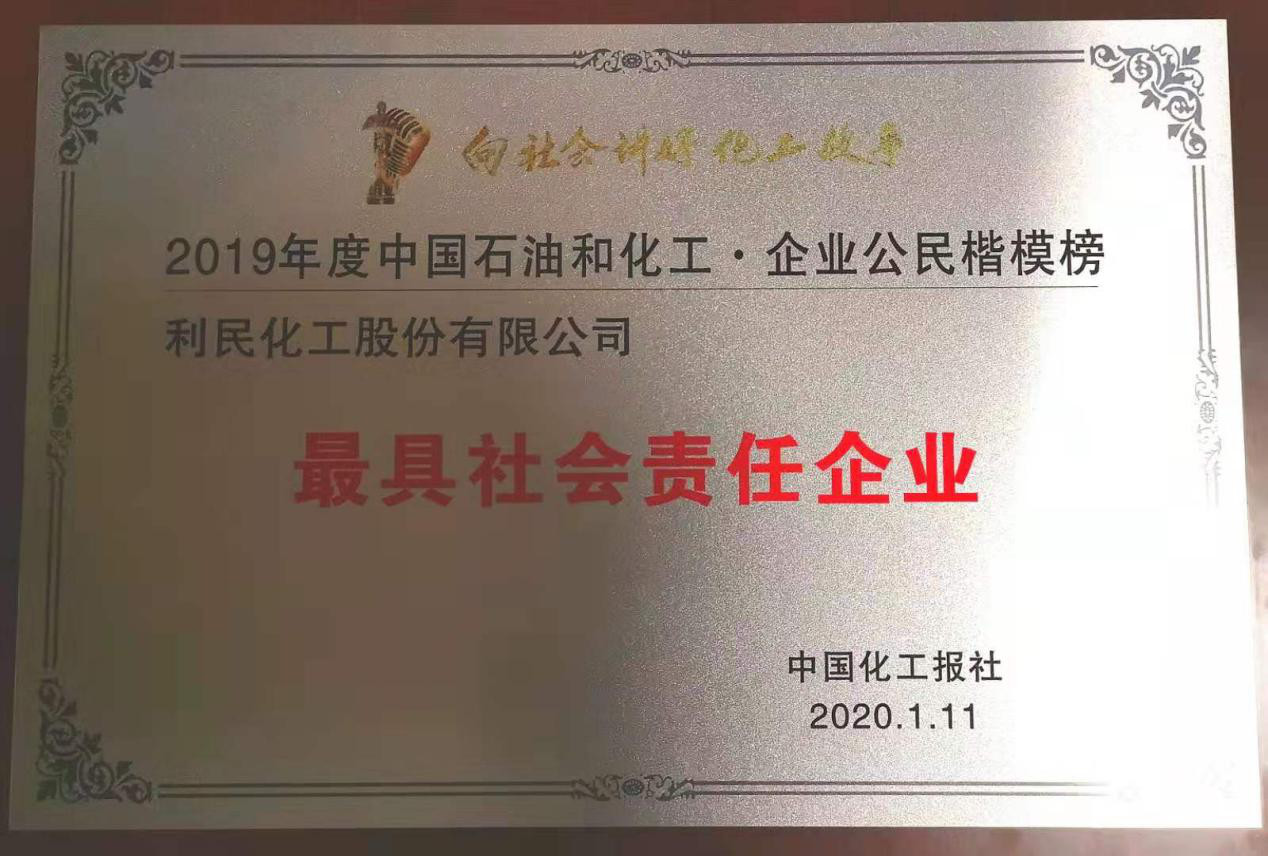 向社会讲好化工故事
2019年度中国石油和化工·企业公民楷模榜
利民化工股份有限公司
最具社会责任企业
中国化工报社
2020.1.11